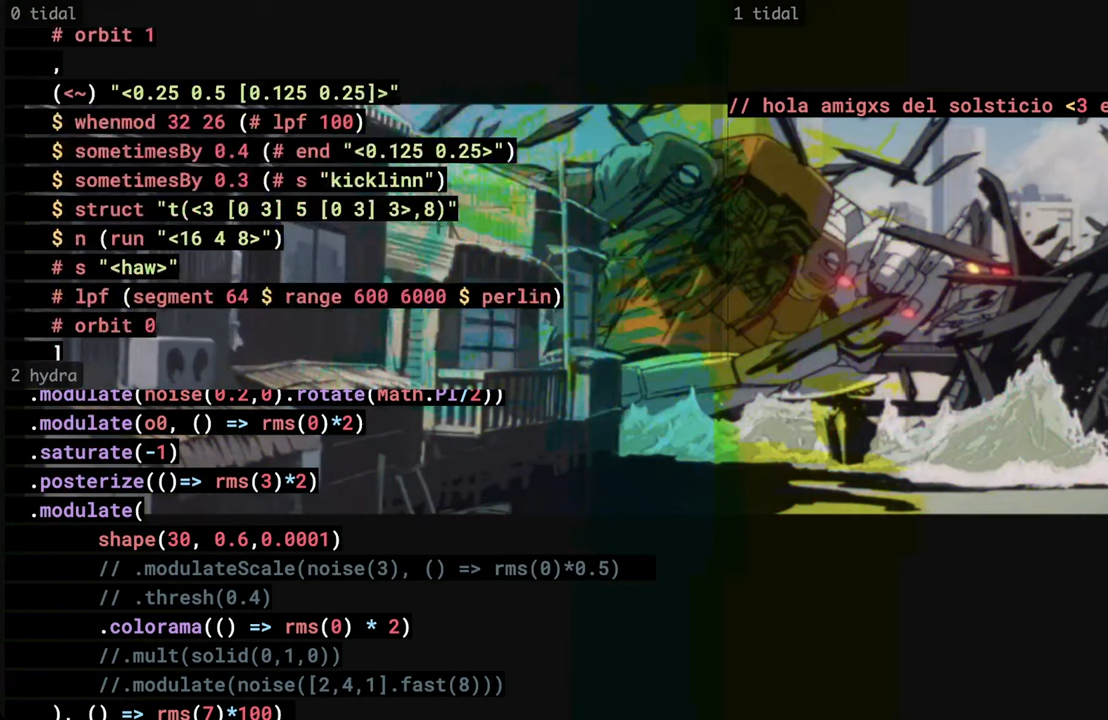 0 tidal
# orbit 1
,
(<~) "<0.25 0.5 [0.125 0.25]>"
$ whenmod 32 26 (# lpf 100)
$ sometimesBy 0.4 (# end "<0.125 0.25>")
$ sometimesBy 0.3 (# s "kicklinn")
$ struct "t(<3 [0 3] 5 [0 3] 3>,8)"
$ n (run "<16 4 8>")
# s "<haw>"
# lpf (segment 64 $ range 600 6000 $ perlin)
# orbit 0
]
1 tidal
// hola amigxs del solsticio <3 e
2 hydra
.modulate(noise(0.2,0).rotate(Math.PI/2))
.modulate(o0, () => rms(0)*2)
.saturate(-1)
.posterize(()=> rms(3)*2)
.modulate(
shape(30, 0.6,0.0001)
// .modulateScale(noise(3), () => rms(0)*0.5)
// .thresh(0.4)
.colorama(() => rms(0) * 2)
//.mult(solid(0,1,0))
//.modulate(noise([2,4,1].fast(8)))
), () => rms(7)*100)